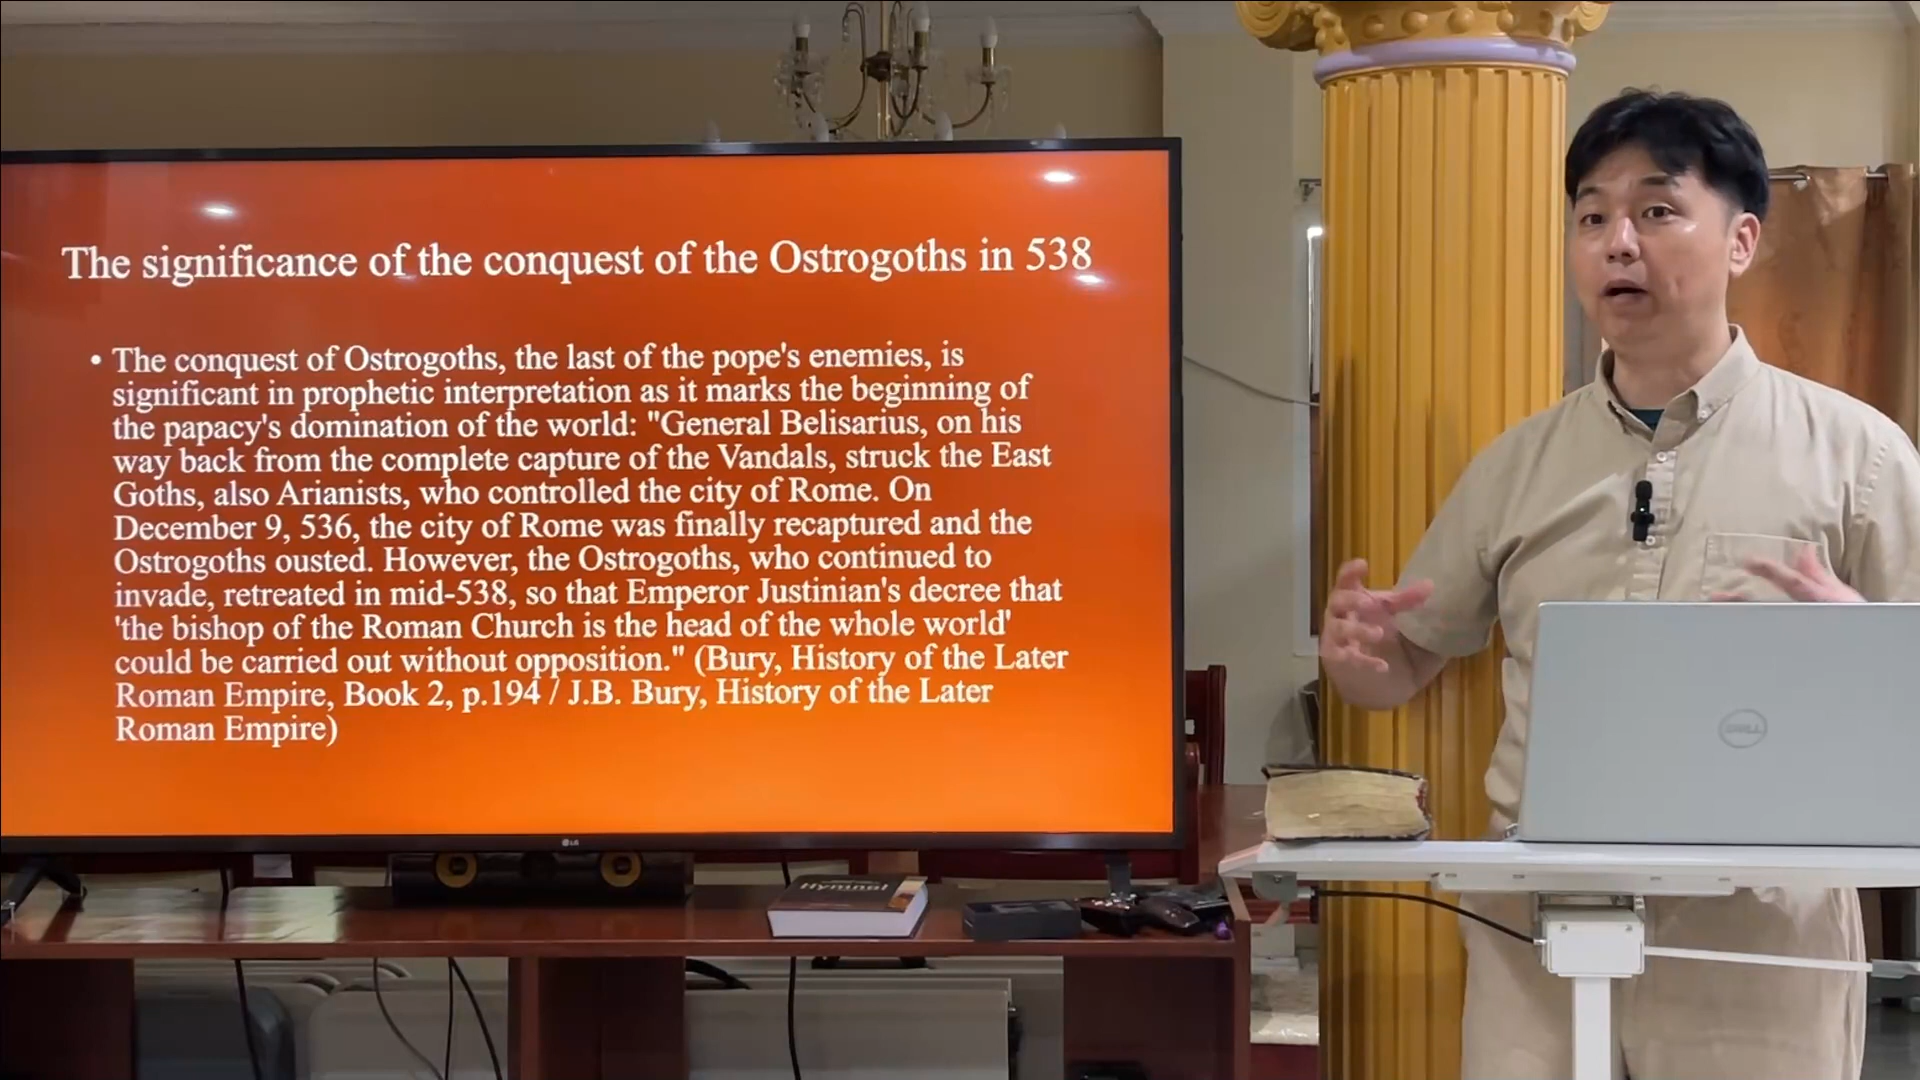 The significance of the conquest of the Ostrogoths in 538
• The conquest of Ostrogoths, the last of the pope's enemies, is
significant in prophetic interpretation as it marks the beginning of
the papacy's domination of the world: "General Belisarius, on his
way back from the complete capture of the Vandals, struck the East
Goths, also Arianists, who controlled the city of Rome. On
December 9, 536, the city of Rome was finally recaptured and the
Ostrogoths ousted. However, the Ostrogoths, who continued to
invade, retreated in mid-538, so that Emperor Justinian's decree that
'the bishop of the Roman Church is the head of the whole world'
could be carried out without opposition." (Bury, History of the Later
Roman Empire, Book 2, p.194 / J.B. Bury, History of the Later
Roman Empire)
LG
Hymnal
DELL